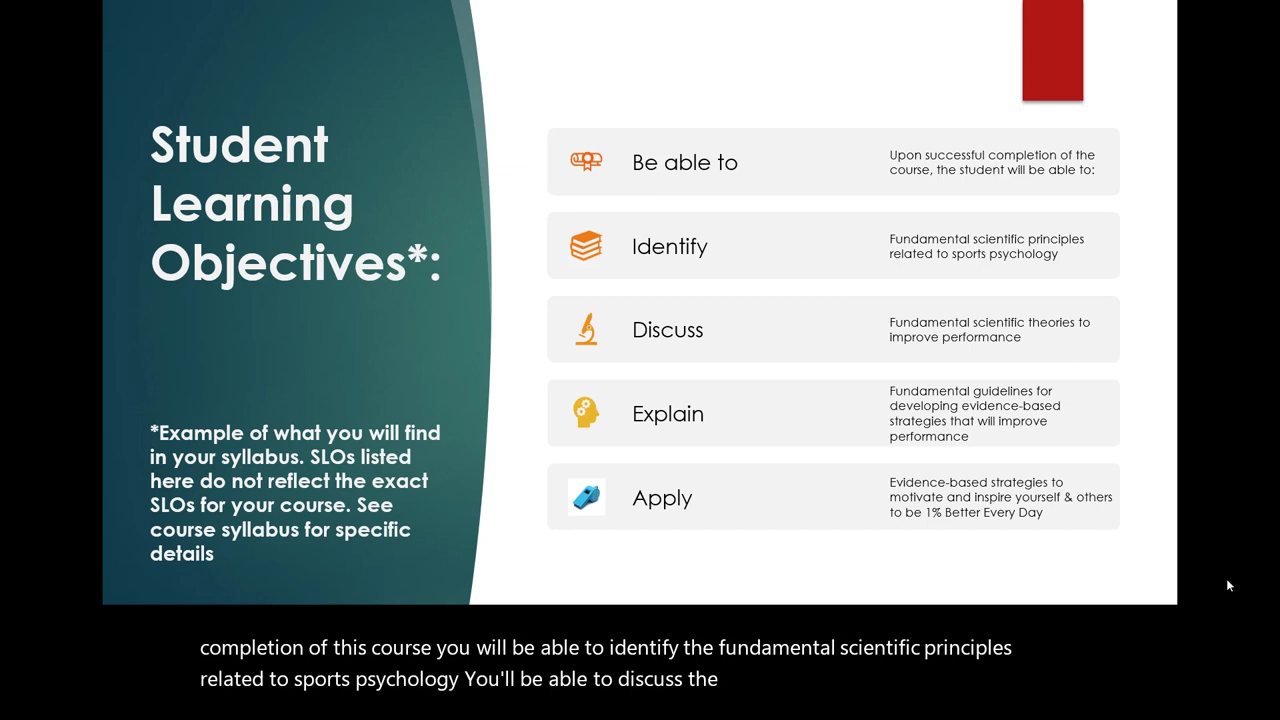 Student
Learning
Objectives*:
*Example of what you will find
in your syllabus. SLOs listed
here do not reflect the exact
SLOs for your course. See
course syllabus for specific
details
Be able to
Upon successful completion of the
course, the student will be able to:
Identify
Fundamental scientific principles
related to sports psychology
Discuss
Fundamental scientific theories to
improve performance
Explain
Fundamental guidelines for
developing evidence-based
strategies that will improve
performance
Apply
Evidence-based strategies to
motivate and inspire yourself & others
to be 1% Better Every Day
completion of this course you will be able to identify the fundamental scientific principles
related to sports psychology You'll be able to discuss the